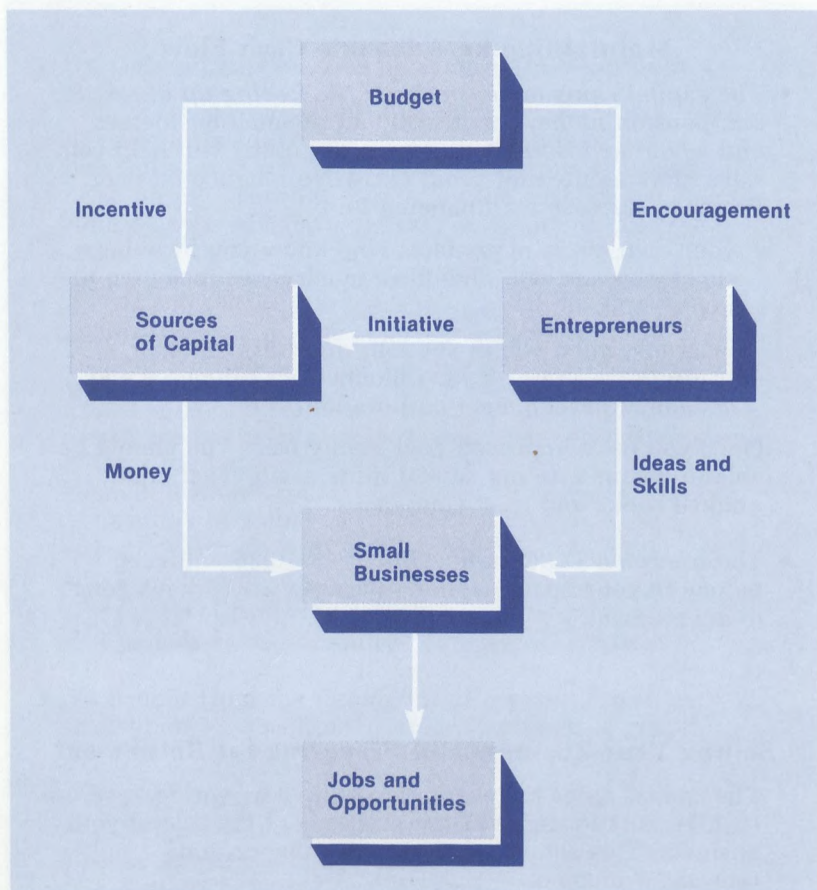 Budget
Incentive
Encouragement
Sources
of Capital
Initiative
Entrepreneurs
Money
Ideas and
Skills
Small
Businesses
Jobs and
Opportunities